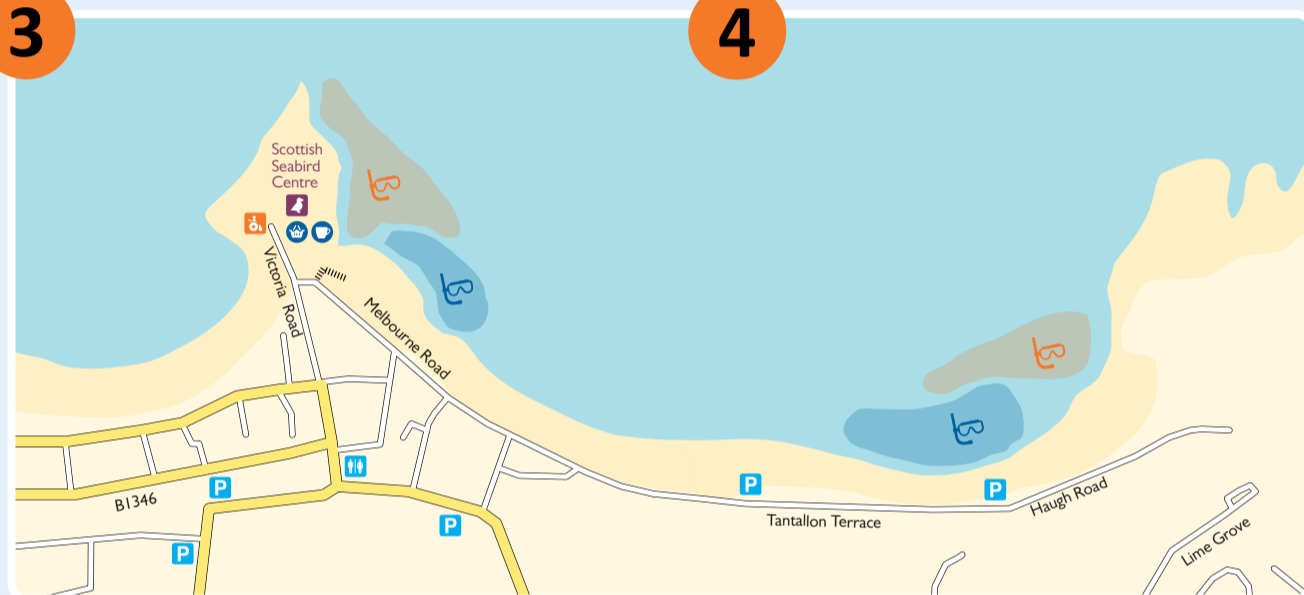 3
4
Scottish
Seabird
Centre
Victoria Road
Melbourne Road
B1346
P
P
P
P
P
Tantallon Terrace
Haugh Road
Lime Grove